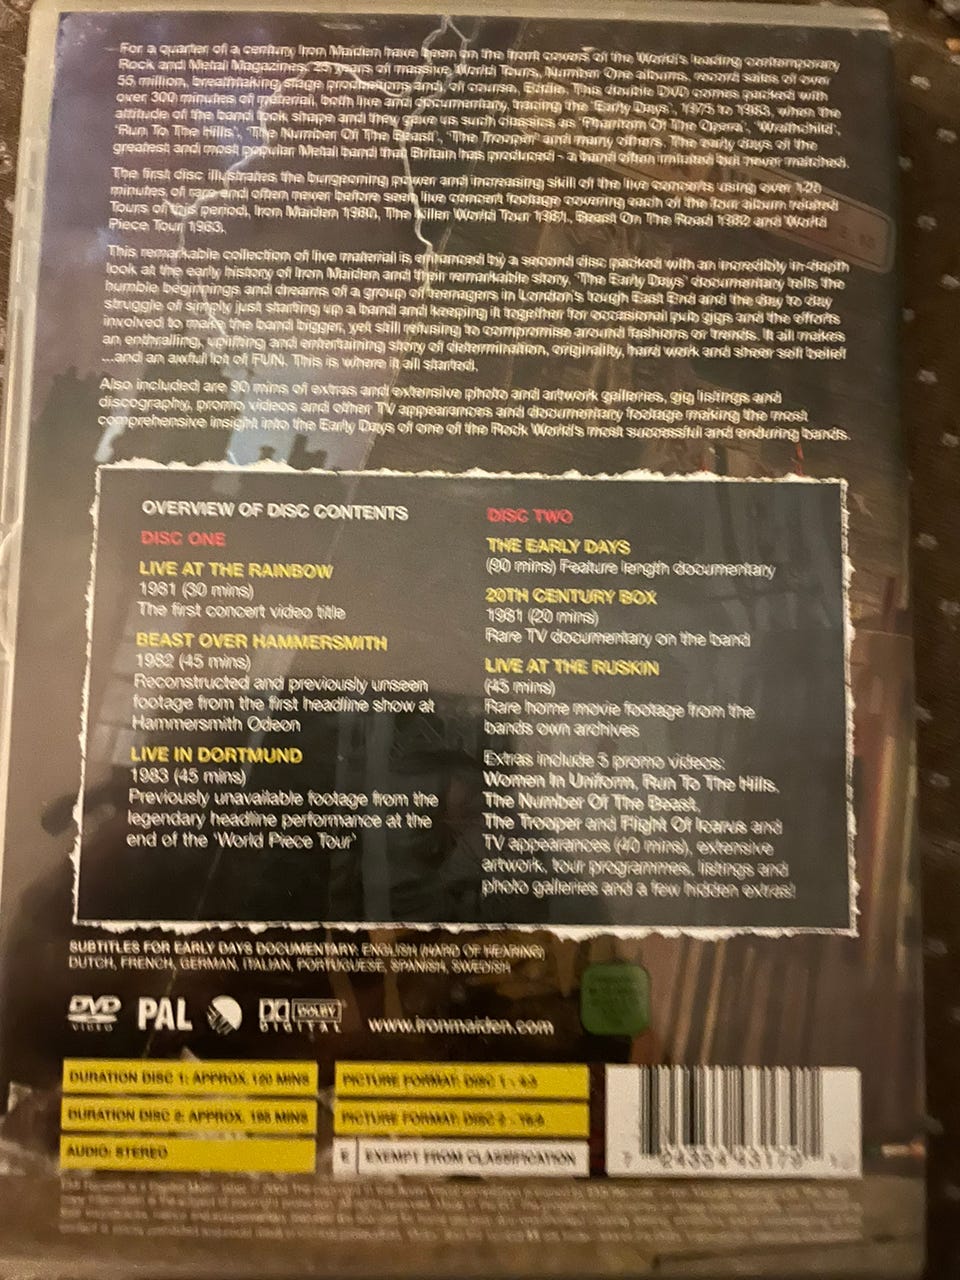 For a quarter of a century Iron Maiden have been on the front covers of the World's leading contemporary
Rock and Metal Magazines. 25 years of massive World Tours, Number One albums, record sales of over
55 million, breathtaking stage productions and, of course, Eddie. This double DVD comes packed with
over 300 minutes of material, both live and documentary, tracing the 'Early Days', 1975 to 1983, when the
attitude of the band took shape and they gave us such classics as 'Phantom Of The Opera', 'Wrathchild',
'Run To The Hills', 'The Number Of The Beast', 'The Trooper' and many others. The early days of the
greatest and most popular Metal band that Britain has produced - a band often imitated but never matched.
The first disc illustrates the burgeoning power and increasing skill of the live concerts using over 120
minutes of rare and often never before seen live concert footage covering each of the four album related
Tours of this period, Iron Maiden 1980, The Killer World Tour 1981, Beast On The Road 1982 and World
Piece Tour 1983.
This remarkable collection of live material is enhanced by a second disc packed with an incredibly in-depth
look at the early history of Iron Maiden and their remarkable story. 'The Early Days' documentary tells the
humble beginnings and dreams of a group of teenagers in London's tough East End and the day to day
struggle of simply just starting up a band and keeping it together for occasional pub gigs and the efforts
involved to make the band bigger, yet still refusing to compromise around fashions or trends. It all makes
an enthralling, uplifting and entertaining story of determination, originality, hard work and sheer self belief
...and an awful lot of FUN. This is where it all started.
Also included are 90 mins of extras and extensive photo and artwork galleries, gig listings and
discography, promo videos and other TV appearances and documentary footage making the most
comprehensive insight into the Early Days of one of the Rock World's most successful and enduring bands.
OVERVIEW OF DISC CONTENTS
DISC ONE
LIVE AT THE RAINBOW
1981 (30 mins)
The first concert video title
BEAST OVER HAMMERSMITH
1982 (45 mins)
Reconstructed and previously unseen
footage from the first headline show at
Hammersmith Odeon
LIVE IN DORTMUND
1983 (45 mins)
Previously unavailable footage from the
legendary headline performance at the
end of the 'World Piece Tour'
DISC TWO
THE EARLY DAYS
(90 mins) Feature length documentary
20TH CENTURY BOX
1981 (20 mins)
Rare TV documentary on the band
LIVE AT THE RUSKIN
(45 mins)
Rare home movie footage from the
bands own archives
Extras include 5 promo videos:
Women In Uniform, Run To The Hills,
The Number Of The Beast,
The Trooper and Flight Of Icarus and
TV appearances (40 mins), extensive
artwork, tour programmes, listings and
photo galleries and a few hidden extras!
SUBTITLES FOR EARLY DAYS DOCUMENTARY: ENGLISH (HARD OF HEARING)
DUTCH, FRENCH, GERMAN, ITALIAN, PORTUGUESE, SPANISH, SWEDISH
DVD VIDEO PAL DOLBY DIGITAL www.ironmaiden.com
DURATION DISC 1: APPROX. 120 MINS
DURATION DISC 2: APPROX. 195 MINS
AUDIO: STEREO
PICTURE FORMAT: DISC 1 - 4:3
PICTURE FORMAT: DISC 2 - 16:9
E EXEMPT FROM CLASSIFICATION